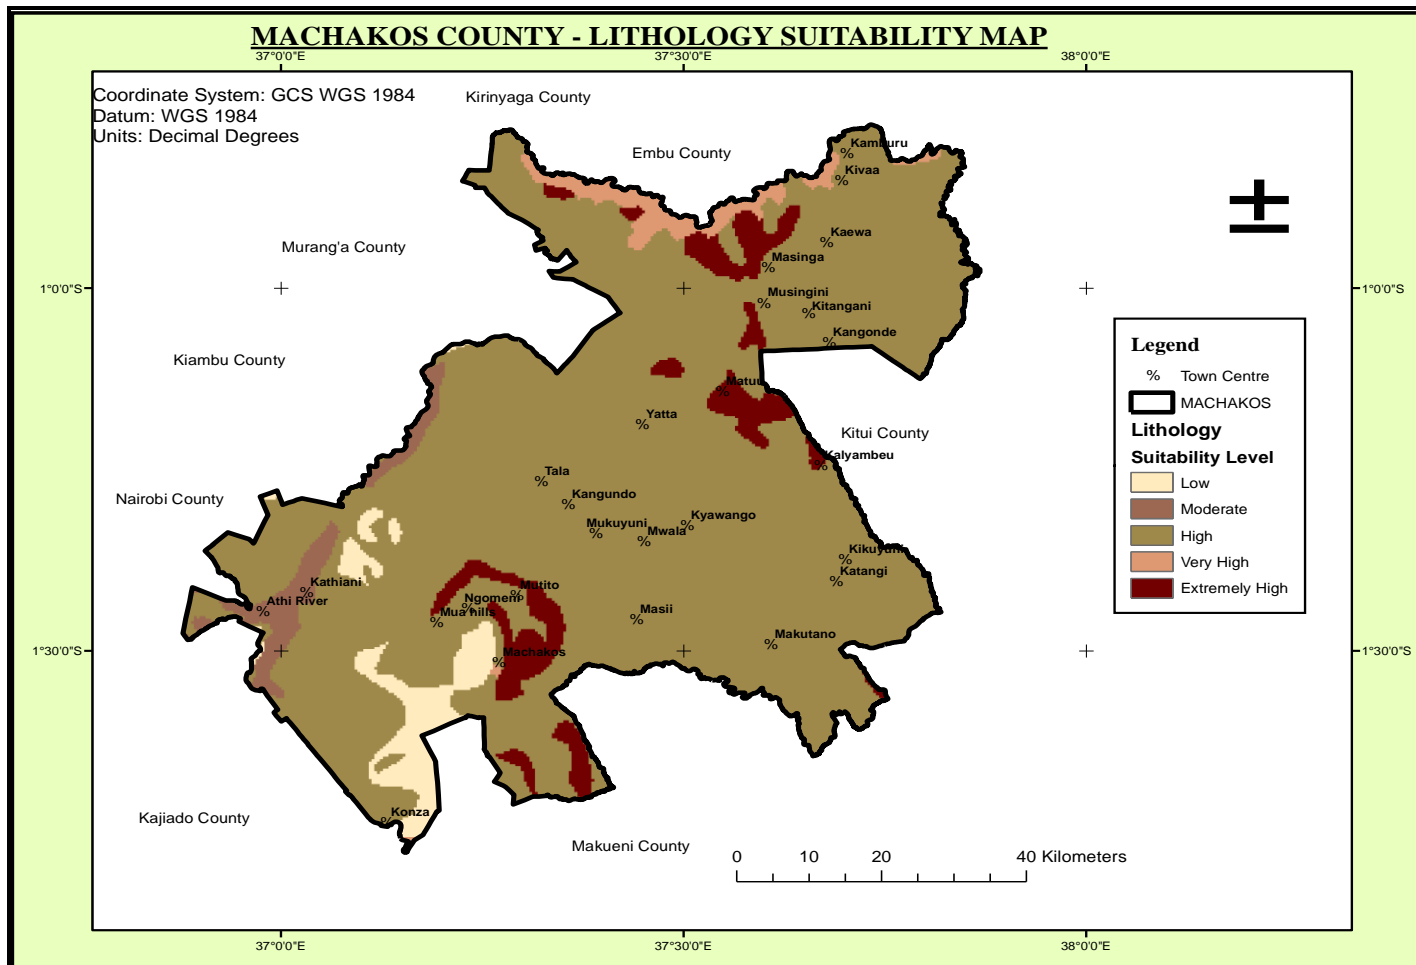 MACHAKOS COUNTY - LITHOLOGY SUITABILITY MAP
37°0'0"E 37°30'0"E 38°0'0"E
Coordinate System: GCS WGS 1984
Datum: WGS 1984
Units: Decimal Degrees
Kirinyaga County
Embu County
Kamburu
Kivaa
Murang'a County
Kaewa
Masinga
1°0'0"S 1°0'0"S
Musingini
Kitangani
Kangonde
Kiambu County
Matuu
Yatta
Kitui County
Kalyambeu
Nairobi County
Tala
Kangundo
Mukuyuni
Kyawango
Mwala
Kikuyuni
Katangi
Kathiani
Athi River
Mutito
Ngomeni
Mua hills
Masii
Makutano
Machakos
1°30'0"S 1°30'0"S
Konza
Kajiado County
Makueni County
Legend
% Town Centre
MACHAKOS
Lithology
Suitability Level
Low
Moderate
High
Very High
Extremely High
0 10 20 40 Kilometers
37°0'0"E 37°30'0"E 38°0'0"E